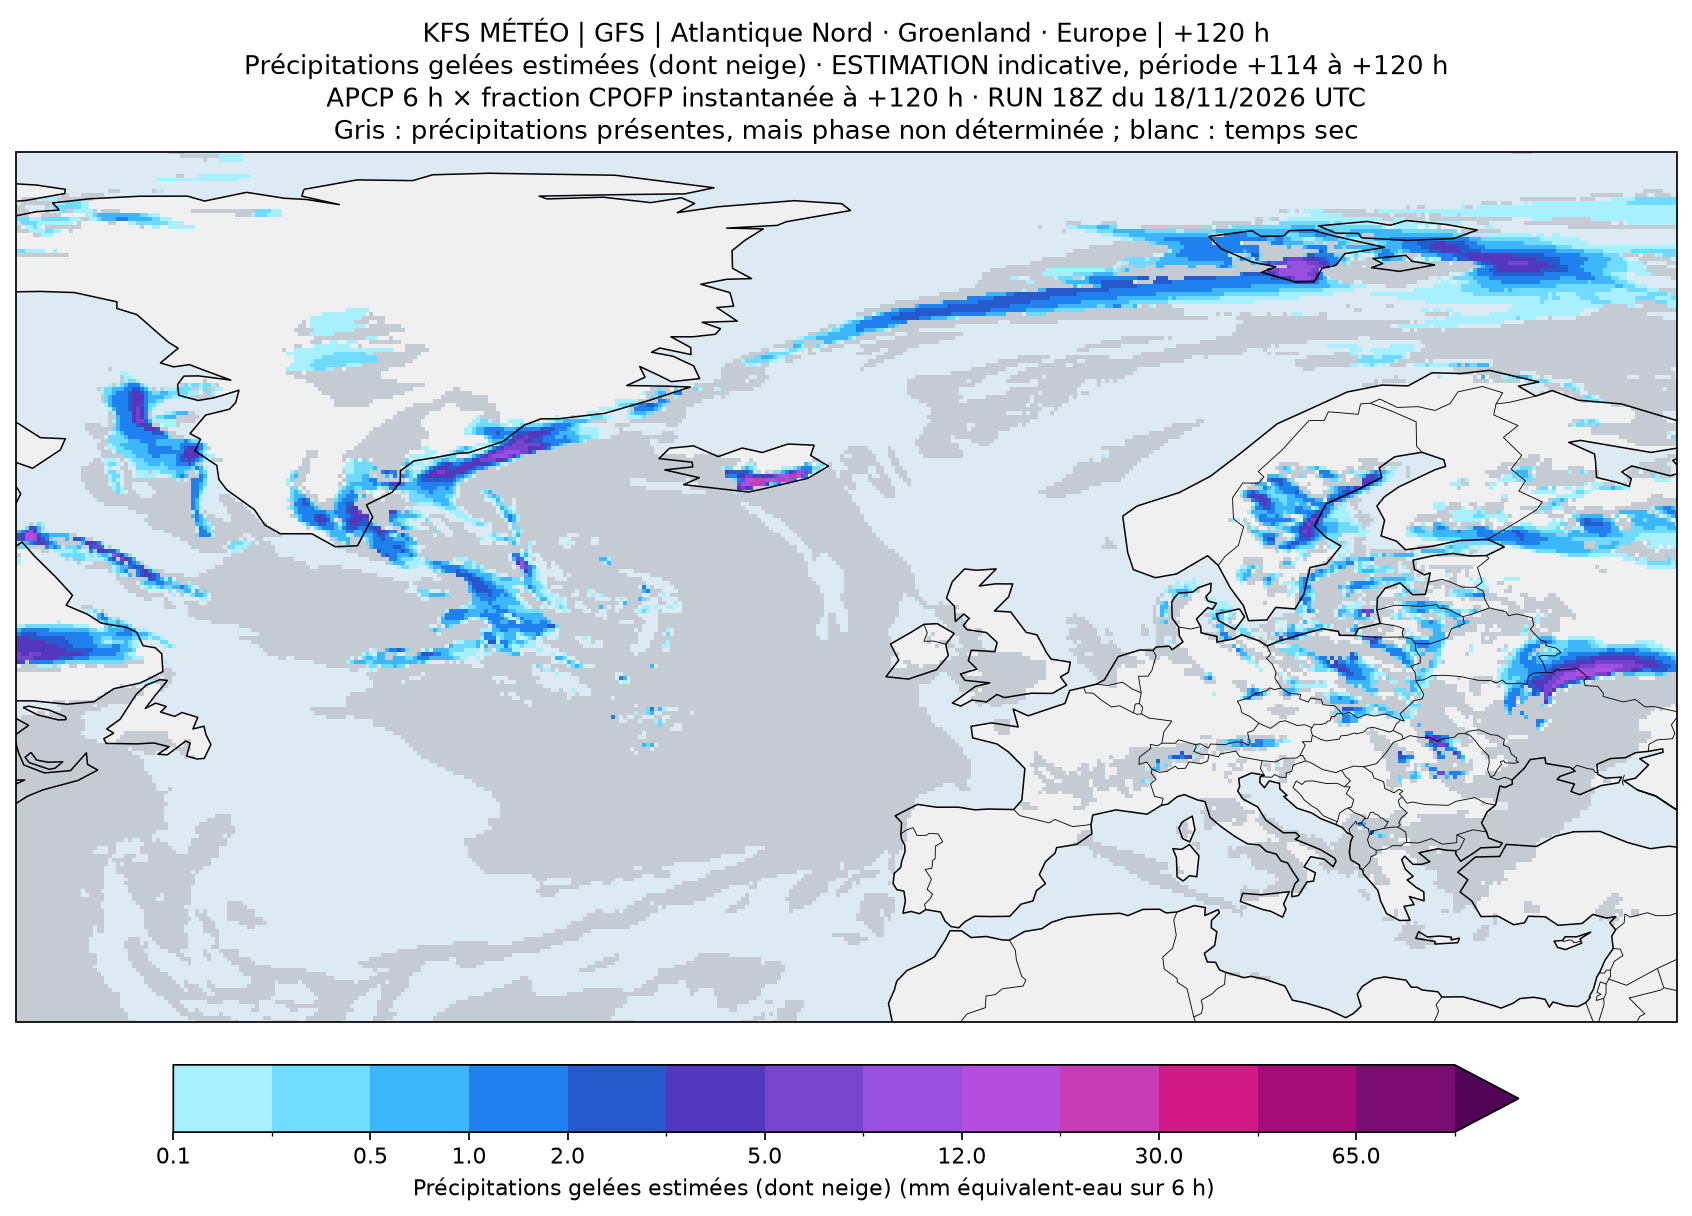 KFS MÉTÉO | GFS | Atlantique Nord · Groenland · Europe | +120 h
Précipitations gelées estimées (dont neige) · ESTIMATION indicative, période +114 à +120 h
APCP 6 h × fraction CPOFP instantanée à +120 h · RUN 18Z du 18/11/2026 UTC
Gris : précipitations présentes, mais phase non déterminée ; blanc : temps sec
0.1 0.5 1.0 2.0 5.0 12.0 30.0 65.0
Précipitations gelées estimées (dont neige) (mm équivalent-eau sur 6 h)